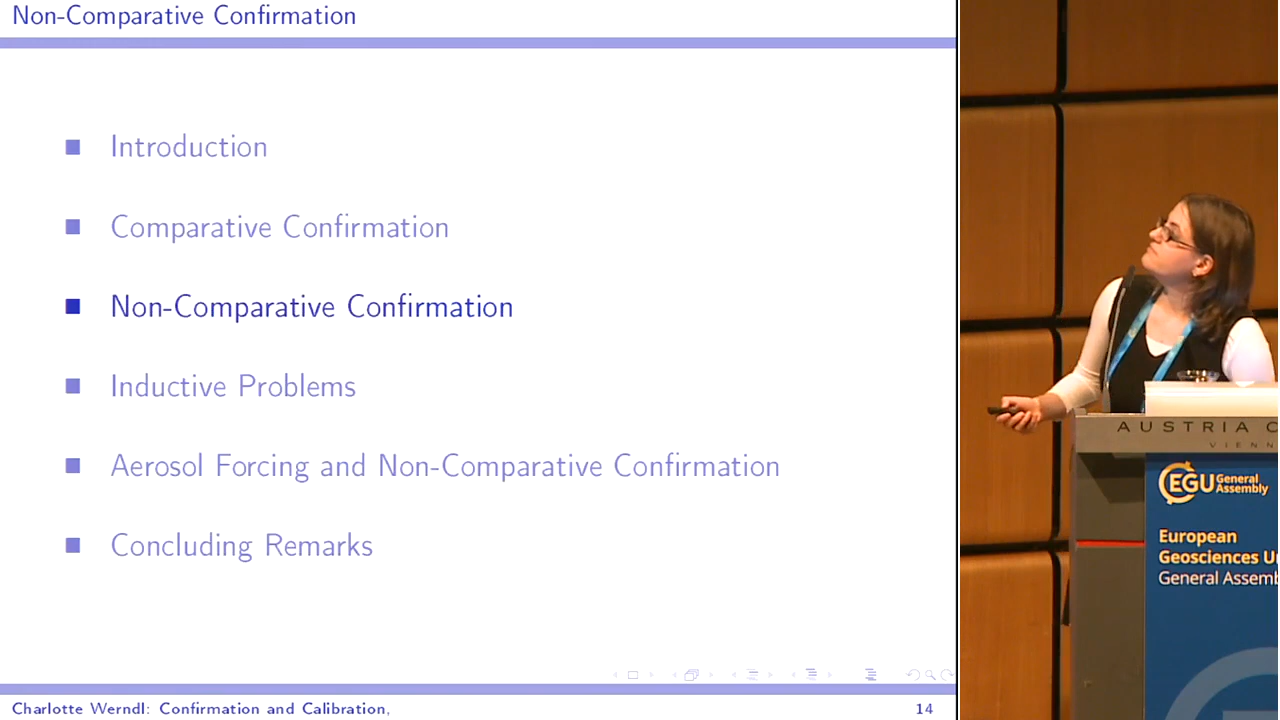 Non-Comparative Confirmation
Introduction
Comparative Confirmation
Non-Comparative Confirmation
Inductive Problems
Aerosol Forcing and Non-Comparative Confirmation
Concluding Remarks
Charlotte Werndl: Confirmation and Calibration,
14
AUSTRIA C
VIENN
EGU General
Assembly
European
Geosciences U
General Assemb